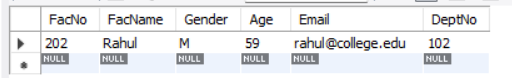 FacNo FacName Gender Age Email DeptNo
202 Rahul M 59 rahul@college.edu 102
NULL NULL NULL NULL NULL NULL